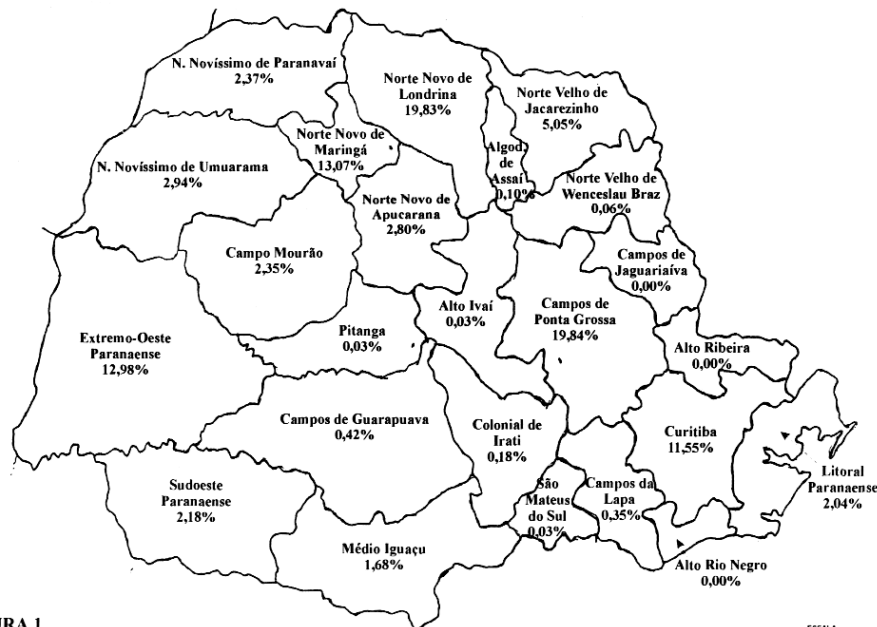 N. Novíssimo de Paranavaí
2,37%
Norte Novo de
Londrina
19,83%
Norte Velho de
Jacarezinho
5,05%
Norte Novo de
Maringá
13,07%
Algod.
de
Assaí
0,10%
N. Novíssimo de Umuarama
2,94%
Norte Velho de
Wenceslau Braz
0,06%
Norte Novo de
Apucarana
2,80%
Campo Mourão
2,35%
Campos de
Jaguariaíva
0,00%
Alto Ivaí
0,03%
Campos de
Ponta Grossa
19,84%
Pitanga
0,03%
Extremo-Oeste
Paranaense
12,98%
Alto Ribeira
0,00%
Campos de Guarapuava
0,42%
Colonial de
Irati
0,18%
Curitiba
11,55%
Litoral
Paranaense
2,04%
Sudoeste
Paranaense
2,18%
São
Mateus
do Sul
0,03%
Campos da
Lapa
0,35%
Médio Iguaçu
1,68%
Alto Rio Negro
0,00%